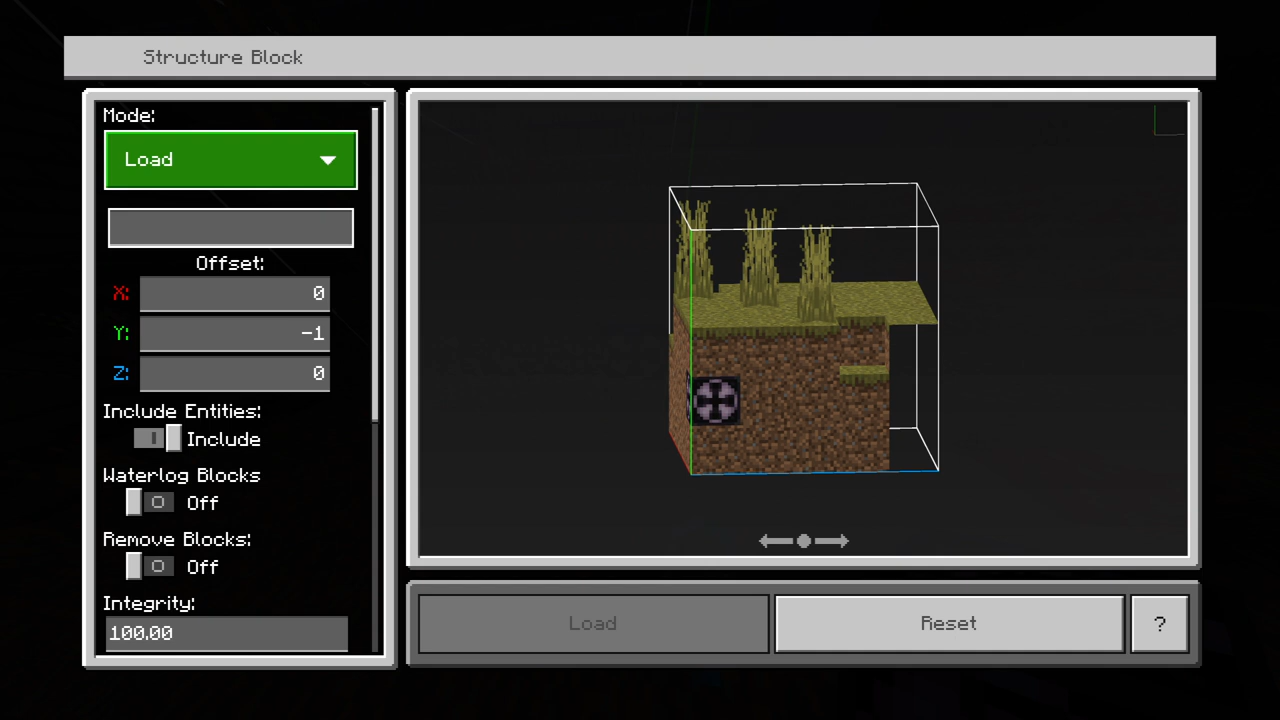 Structure Block
Mode:
Load
Offset:
X: 0
Y: -1
Z: 0
Include Entities:
Include
Waterlog Blocks
Off
Remove Blocks:
Off
Integrity:
100.00
Load
Reset
?